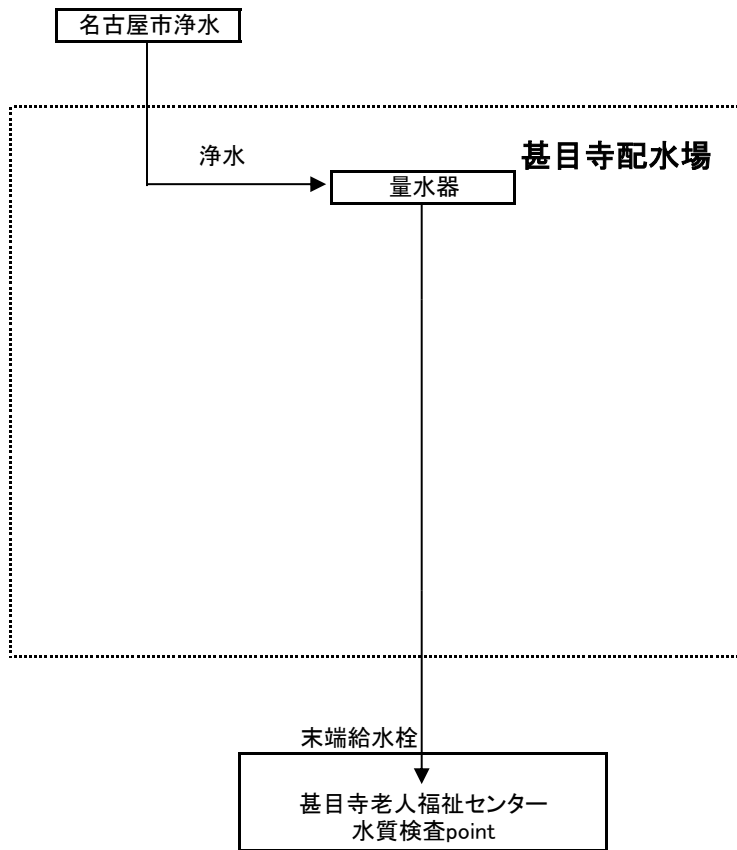 名古屋市浄水
浄水
甚目寺配水場
量水器
末端給水栓
甚目寺老人福祉センター
水質検査point